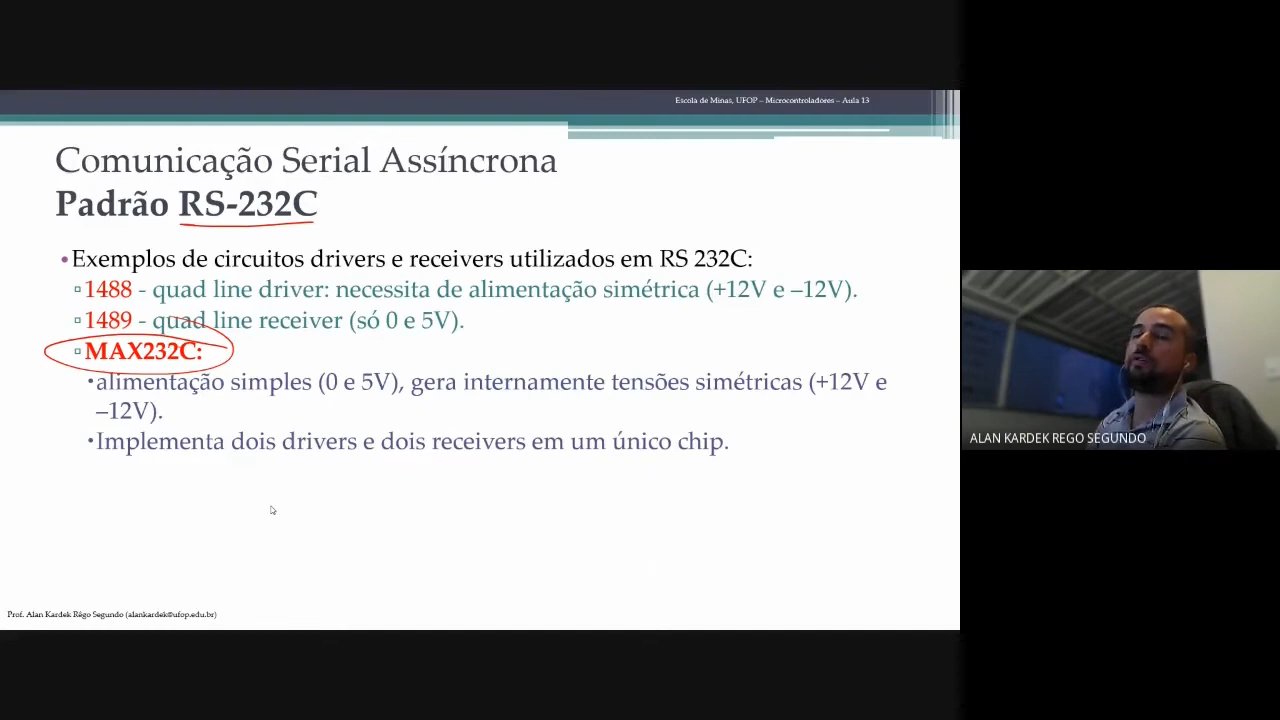 Escola de Minas, UFOP – Microcontroladores – Aula 13
Comunicação Serial Assíncrona
Padrão RS-232C
•Exemplos de circuitos drivers e receivers utilizados em RS 232C:
▫1488 - quad line driver: necessita de alimentação simétrica (+12V e –12V).
▫1489 - quad line receiver (só 0 e 5V).
▫MAX232C:
•alimentação simples (0 e 5V), gera internamente tensões simétricas (+12V e
–12V).
•Implementa dois drivers e dois receivers em um único chip.
Prof. Alan Kardek Rêgo Segundo (alankardek@ufop.edu.br)
ALAN KARDEK REGO SEGUNDO